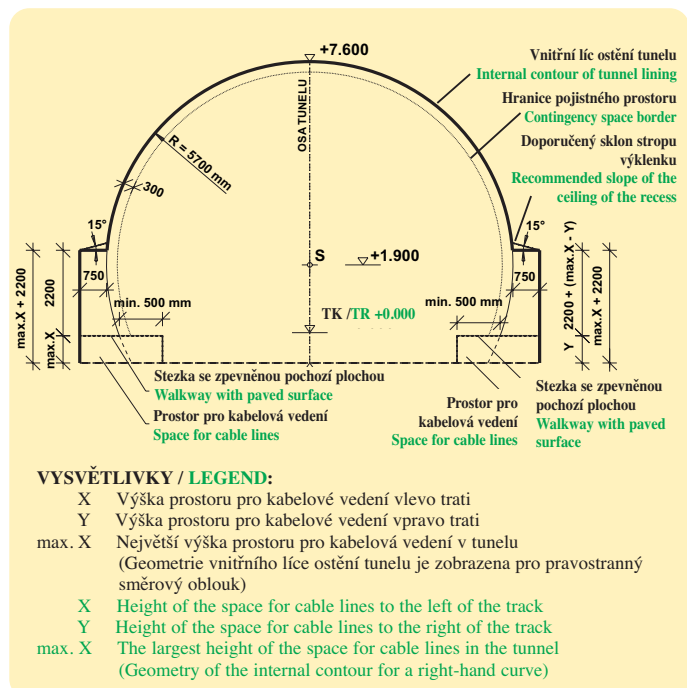 +7.600
Vnitřní líc ostění tunelu
Internal contour of tunnel lining
Hranice pojistného prostoru
Contingency space border
Doporučený sklon stropu
výklenku
Recommended slope of the
ceiling of the recess
OSA TUNELU
R = 5700 mm
300
15°
15°
S
+1.900
750
750
max.X + 2200
2200
max.X
min. 500 mm
min. 500 mm
TK /TR +0.000
Y
2200 + (max.X - Y)
max.X + 2200
Stezka se zpevněnou pochozí plochou
Walkway with paved surface
Prostor pro kabelová vedení
Space for cable lines
Prostor pro
kabelová vedení
Space for cable lines
Stezka se zpevněnou
pochozí plochou
Walkway with paved
surface
VYSVĚTLIVKY / LEGEND:
X Výška prostoru pro kabelové vedení vlevo trati
Y Výška prostoru pro kabelové vedení vpravo trati
max. X Největší výška prostoru pro kabelová vedení v tunelu
(Geometrie vnitřního líce ostění tunelu je zobrazena pro pravostranný
směrový oblouk)
X Height of the space for cable lines to the left of the track
Y Height of the space for cable lines to the right of the track
max. X The largest height of the space for cable lines in the tunnel
(Geometry of the internal contour for a right-hand curve)